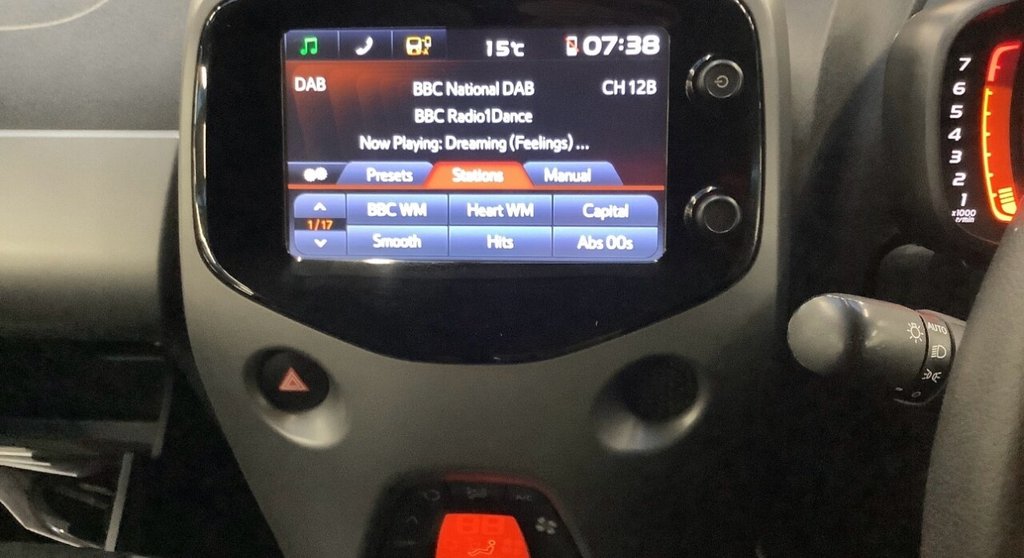 15℃ 07:38
DAB BBC National DAB CH 12B
BBC Radio1Dance
Now Playing: Dreaming (Feelings) ...
Presets Stations Manual
BBC WM Heart WM Capital
1/17
Smooth Hits Abs 00s
7
6
5
4
3
2
1
x1000
r/min
AUTO